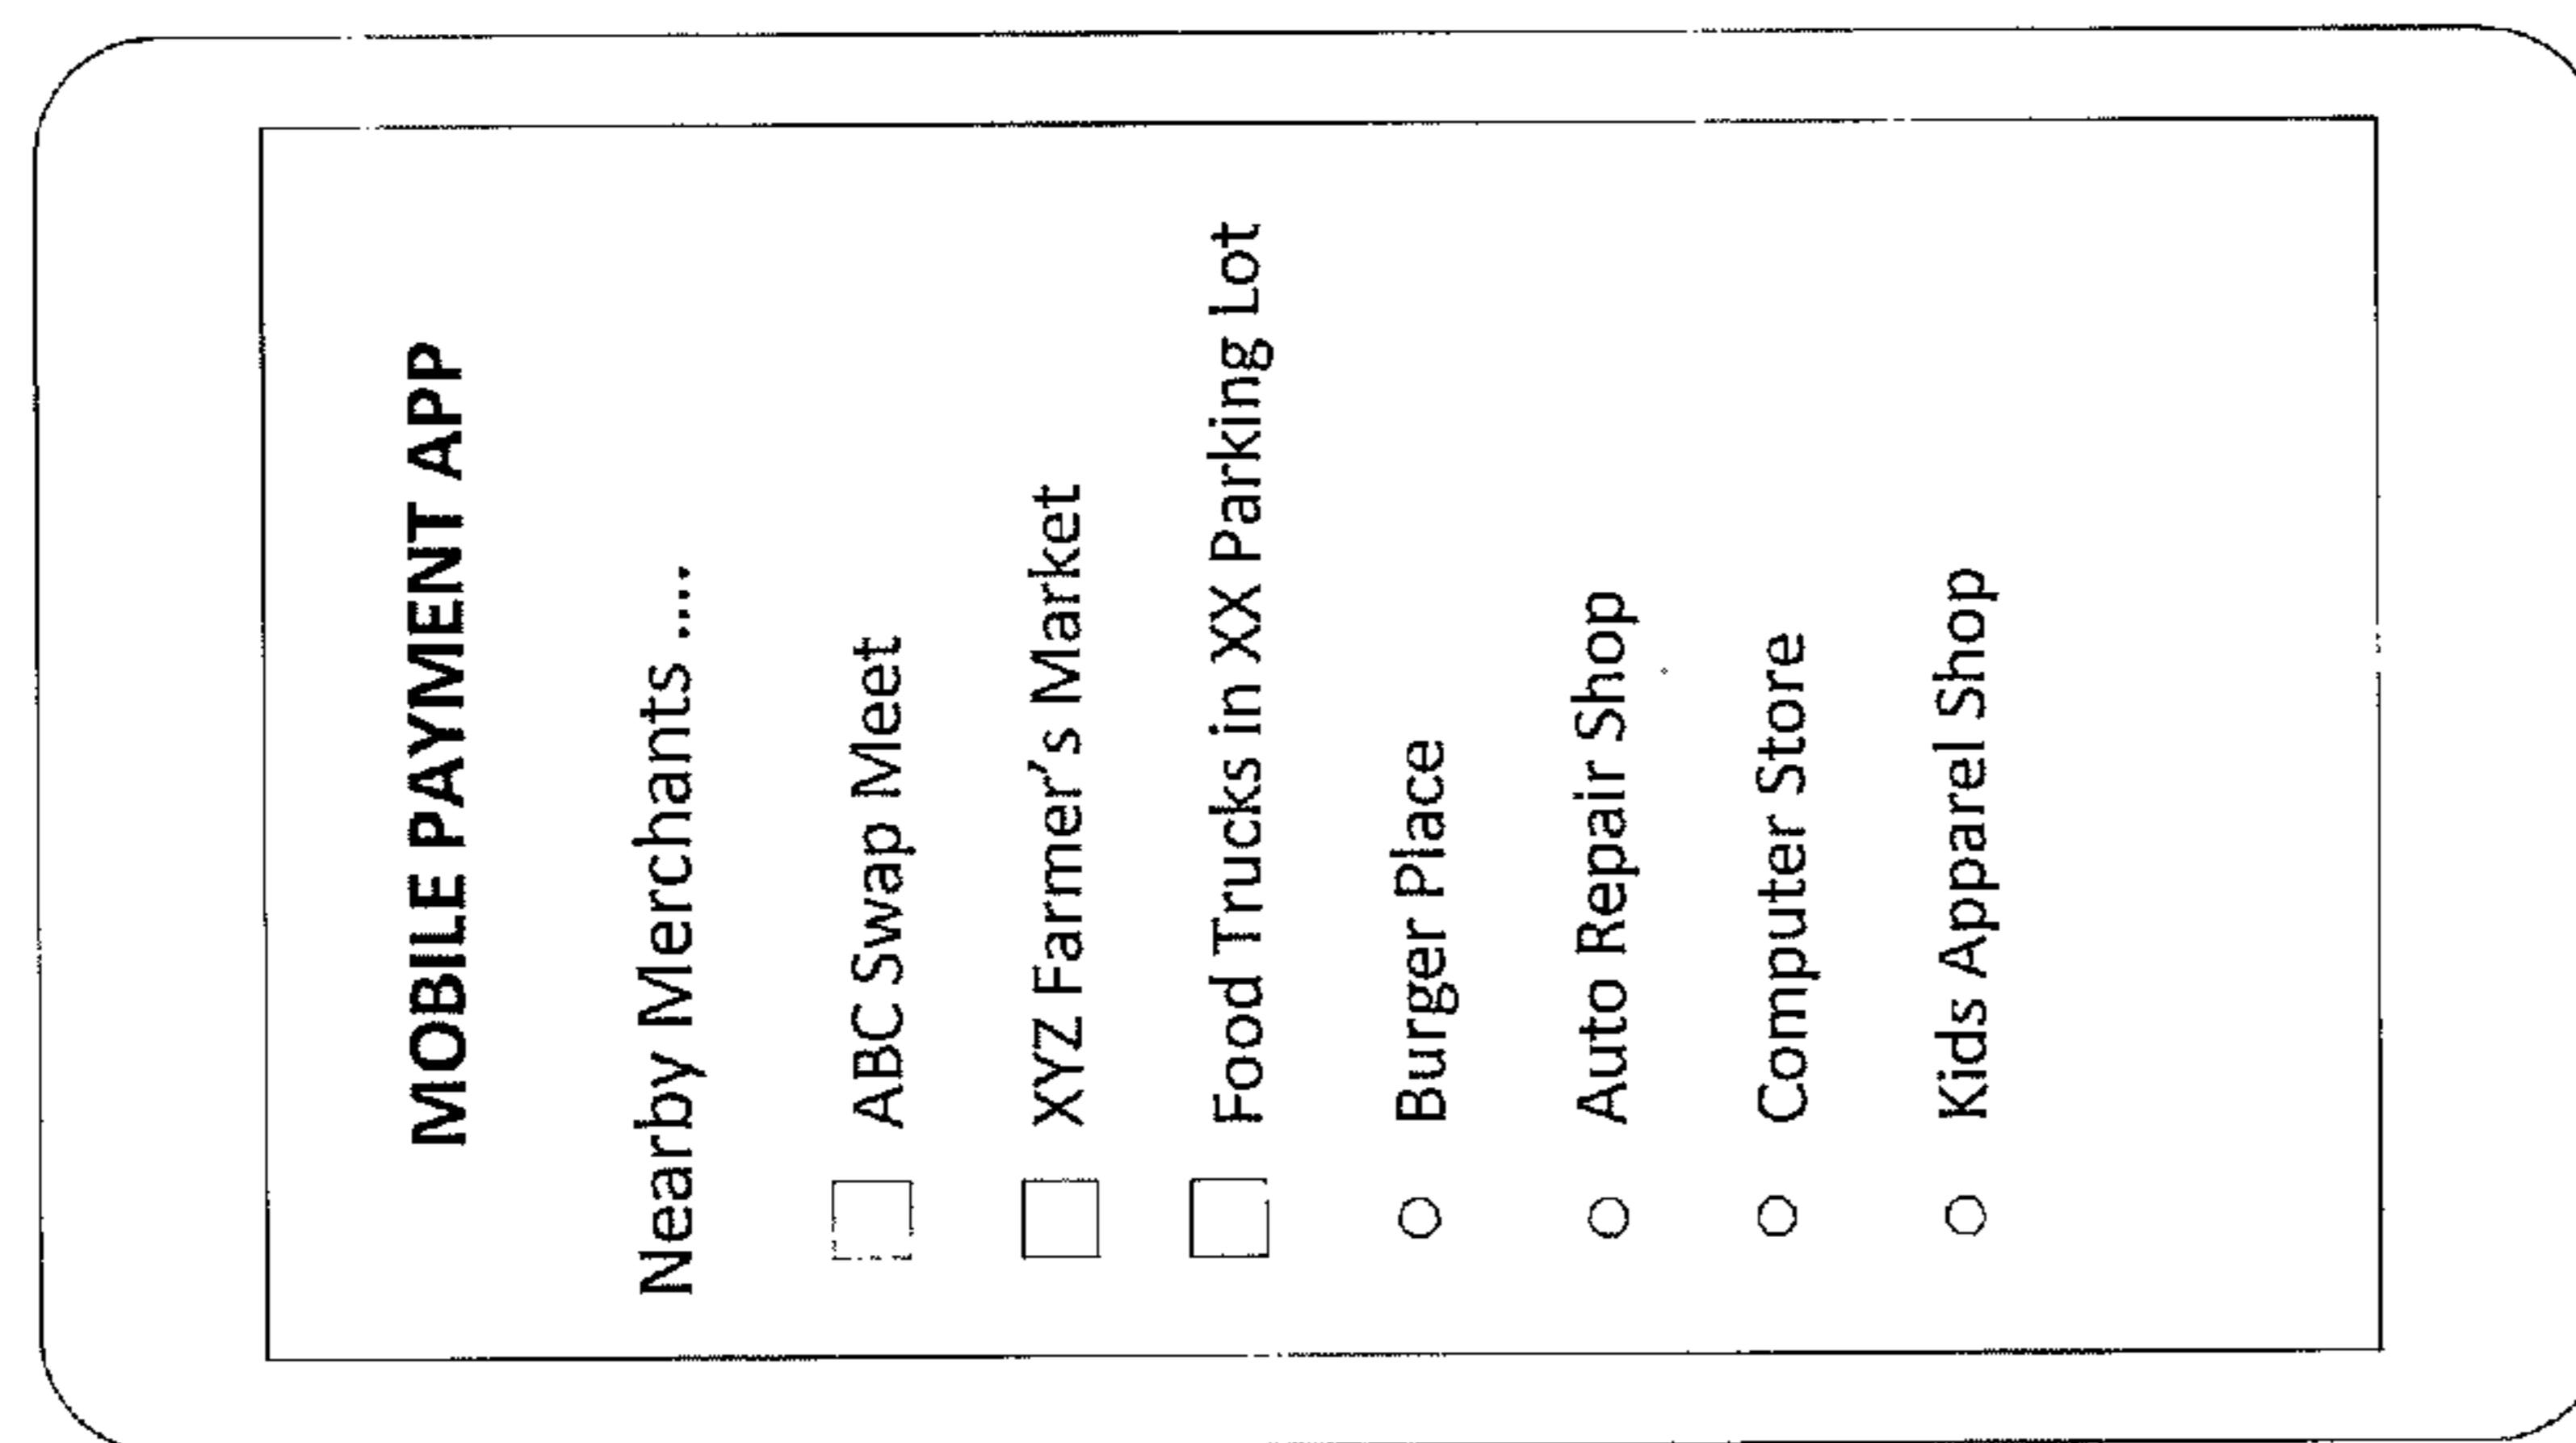 MOBILE PAYMENT APP
Nearby Merchants ....
ABC Swap Meet
XYZ Farmer’s Market
Food Trucks in XX Parking Lot
Burger Place
Auto Repair Shop
Computer Store
Kids Apparel Shop